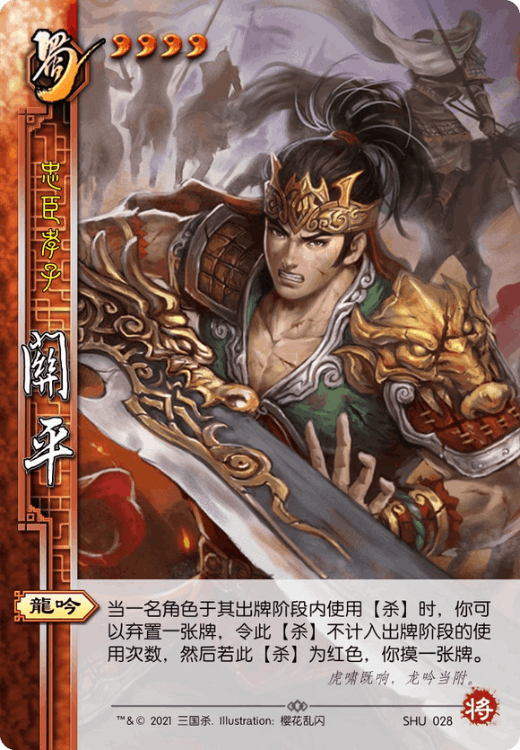 蜀
忠臣孝子
關平
龍吟
当一名角色于其出牌阶段内使用【杀】时，你可
以弃置一张牌，令此【杀】不计入出牌阶段的使
用次数，然后若此【杀】为红色，你摸一张牌。
虎啸既响，龙吟当附。
™&© 2021 三国杀. Illustration: 樱花乱闪
SHU 028
将